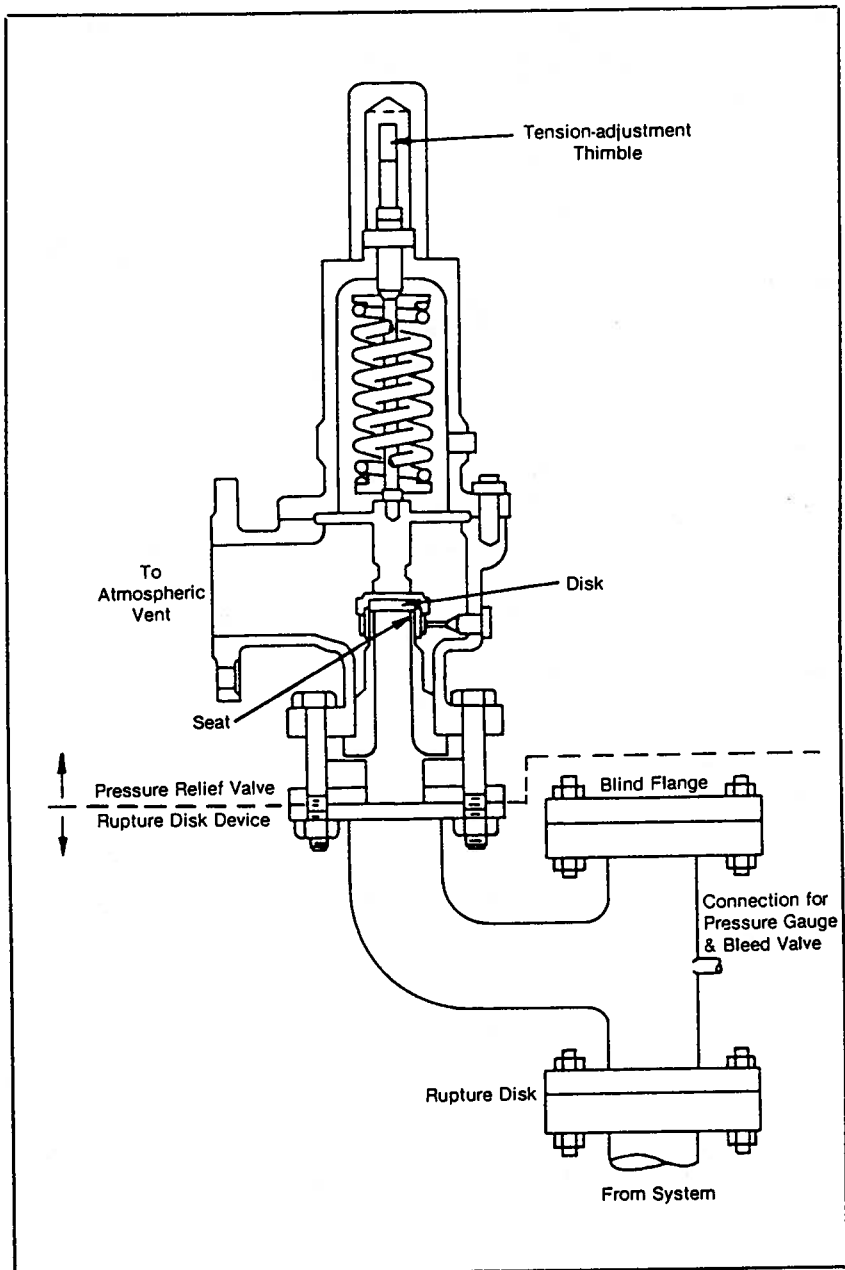 Tension-adjustment
Thimble
To
Atmospheric
Vent
Disk
Seat
Pressure Relief Valve
Rupture Disk Device
Blind Flange
Connection for
Pressure Gauge
& Bleed Valve
Rupture Disk
From System